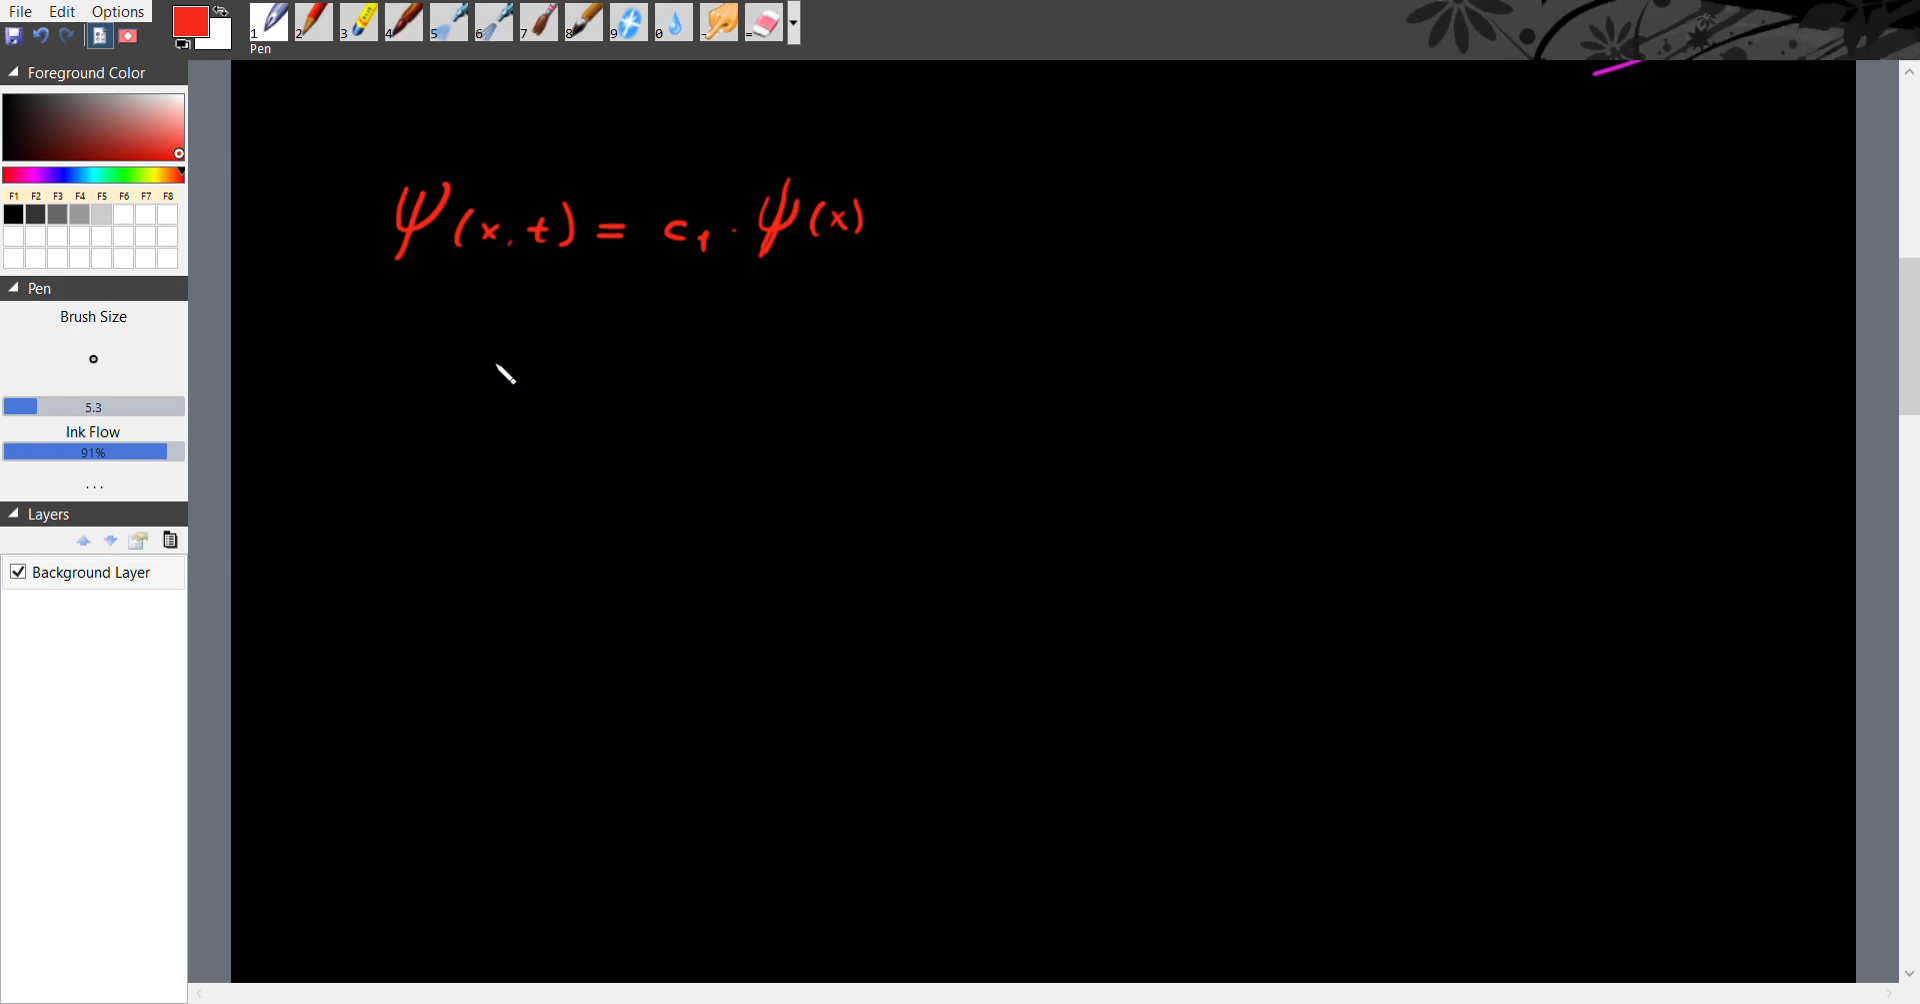 File Edit Options
1 2 3 4 5 6 7 8 9 0 - =
Pen
Foreground Color
F1 F2 F3 F4 F5 F6 F7 F8
Pen
Brush Size
5.3
Ink Flow
91%
...
Layers
Background Layer
ψ(x,t) = c₁ · ψ(x)